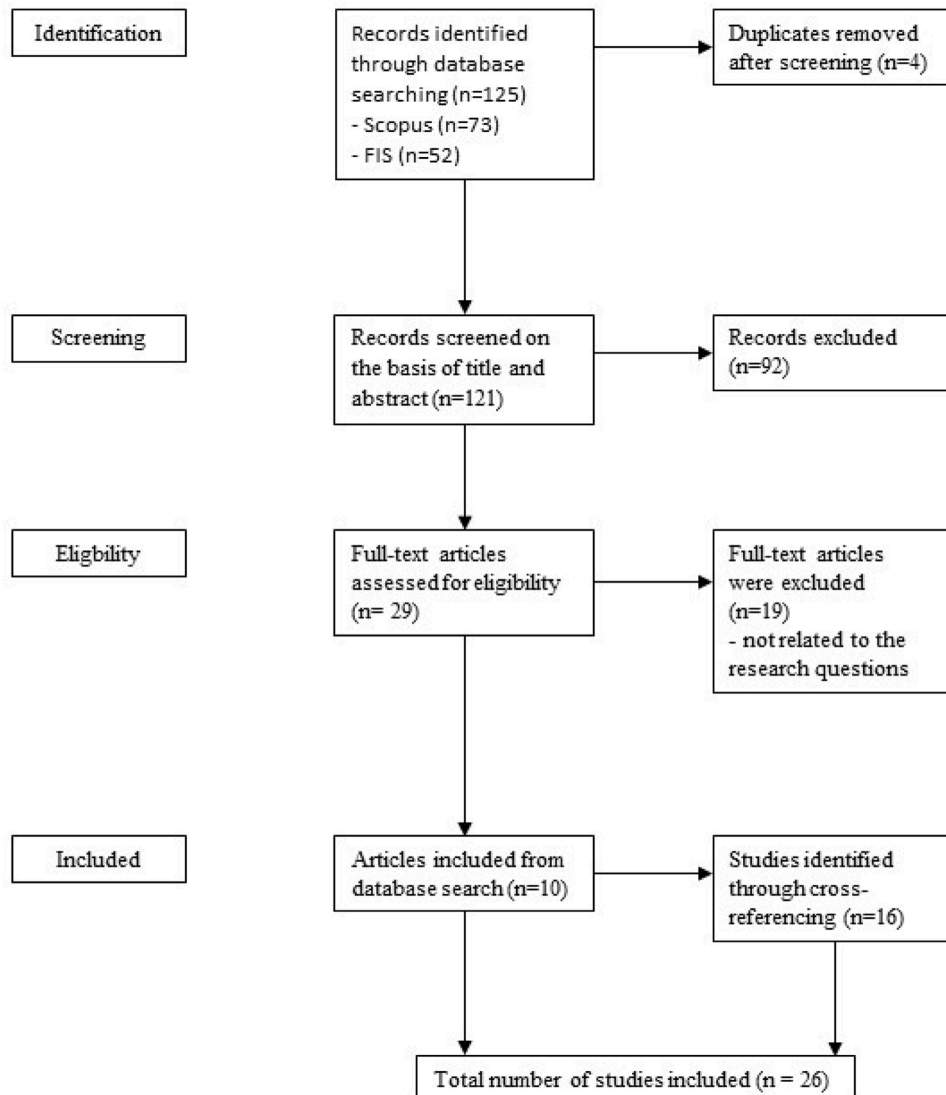 Identification
Records identified
through database
searching (n=125)
- Scopus (n=73)
- FIS (n=52)
Duplicates removed
after screening (n=4)
Screening
Records screened on
the basis of title and
abstract (n=121)
Records excluded
(n=92)
Eligbility
Full-text articles
assessed for eligibility
(n= 29)
Full-text articles
were excluded
(n=19)
- not related to the
research questions
Included
Articles included from
database search (n=10)
Studies identified
through cross-
referencing (n=16)
Total number of studies included (n = 26)